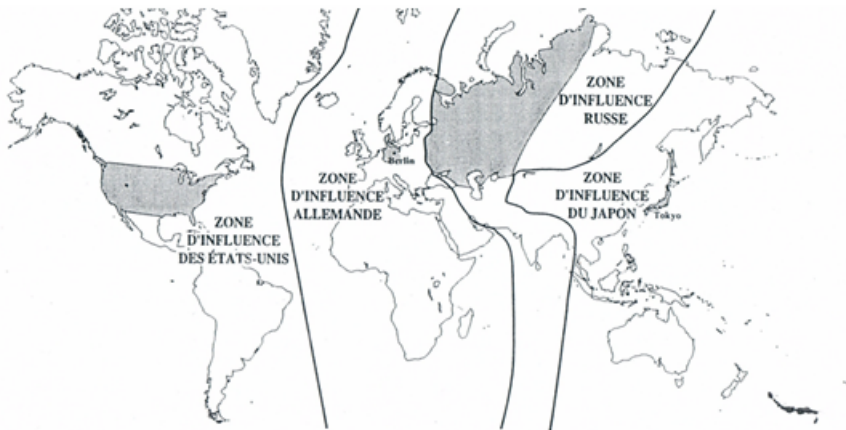 ZONE
D'INFLUENCE
DES ÉTATS-UNIS
ZONE
D'INFLUENCE
ALLEMANDE
Berlin
ZONE
D'INFLUENCE
RUSSE
ZONE
D'INFLUENCE
DU JAPON
Tokyo